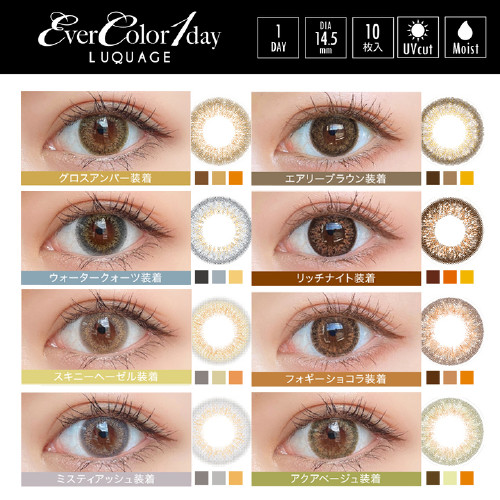 EverColor1day
LUQUAGE
1
DAY
DIA
14.5
mm
10
枚入
UVcut
Moist
グロスアンバー装着
エアリーブラウン装着
ウォータークォーツ装着
リッチナイト装着
スキニーヘーゼル装着
フォギーショコラ装着
ミスティアッシュ装着
アクアベージュ装着